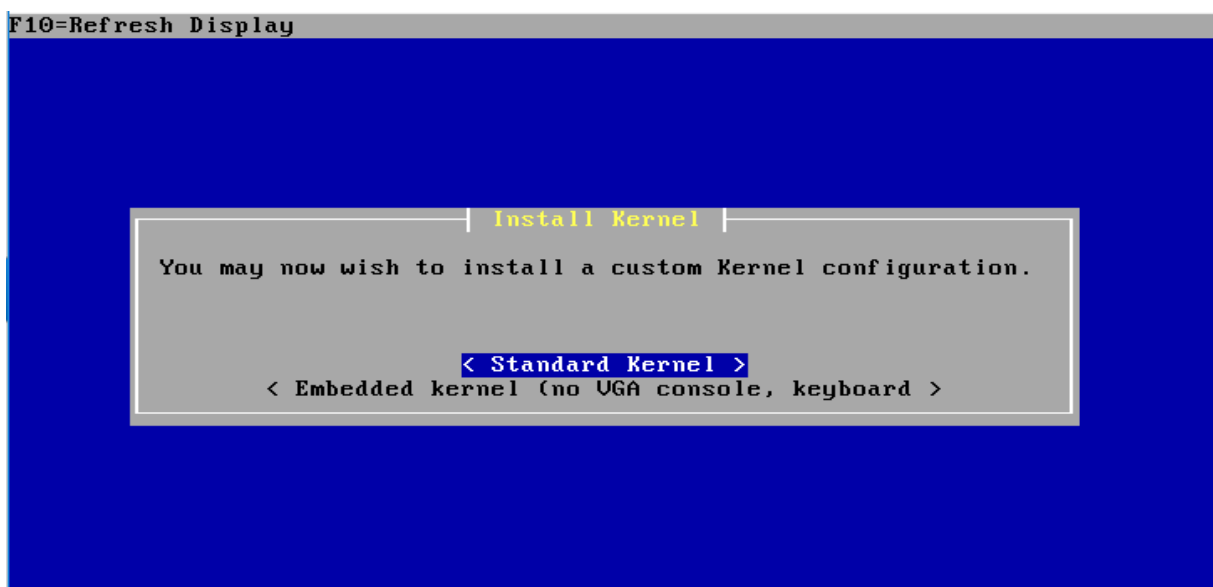 F10=Refresh Display
Install Kernel
You may now wish to install a custom Kernel configuration.
< Standard Kernel >
< Embedded kernel (no VGA console, keyboard >